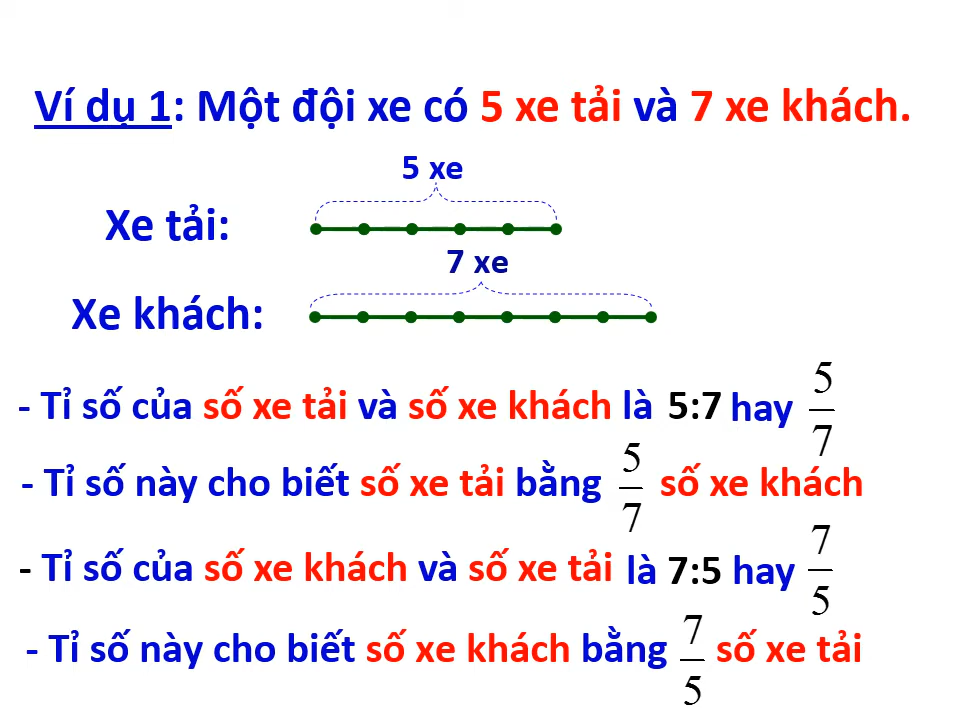 Ví dụ 1: Một đội xe có 5 xe tải và 7 xe khách.
5 xe
Xe tải:
7 xe
Xe khách:
- Tỉ số của số xe tải và số xe khách là 5:7 hay 5/7
- Tỉ số này cho biết số xe tải bằng 5/7 số xe khách
- Tỉ số của số xe khách và số xe tải là 7:5 hay 7/5
- Tỉ số này cho biết số xe khách bằng 7/5 số xe tải